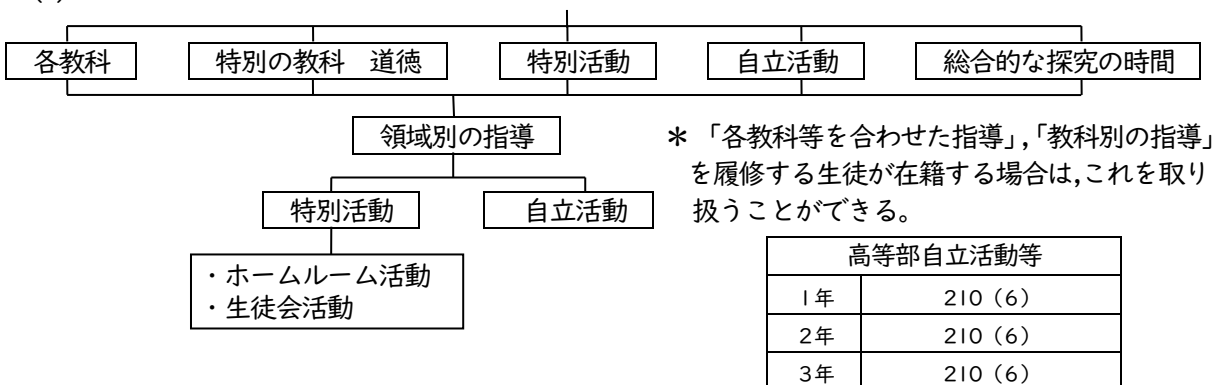 各教科 特別の教科 道徳 特別活動 自立活動 総合的な探究の時間
領域別の指導
特別活動 自立活動
・ホームルーム活動
・生徒会活動
* 「各教科等を合わせた指導」,「教科別の指導」
を履修する生徒が在籍する場合は,これを取り
扱うことができる。
高等部自立活動等
1年 210 (6)
2年 210 (6)
3年 210 (6)